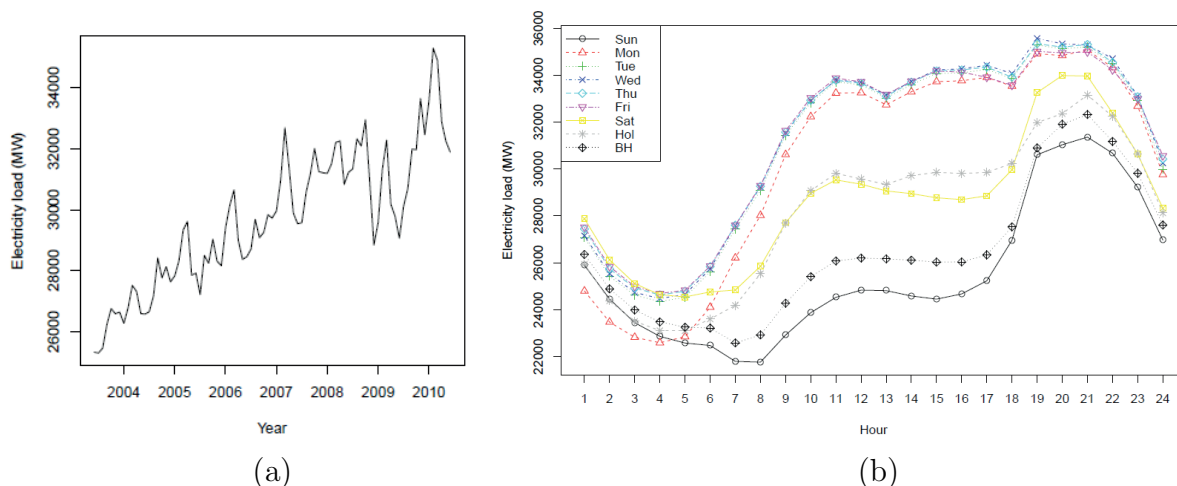 Electricity load (MW)
34000
32000
30000
28000
26000
2004 2005 2006 2007 2008 2009 2010
Year
(a)
Electricity load (MW)
36000
34000
32000
30000
28000
26000
24000
22000
Sun
Mon
Tue
Wed
Thu
Fri
Sat
Hol
BH
1 2 3 4 5 6 7 8 9 10 11 12 13 14 15 16 17 18 19 20 21 22 23 24
Hour
(b)